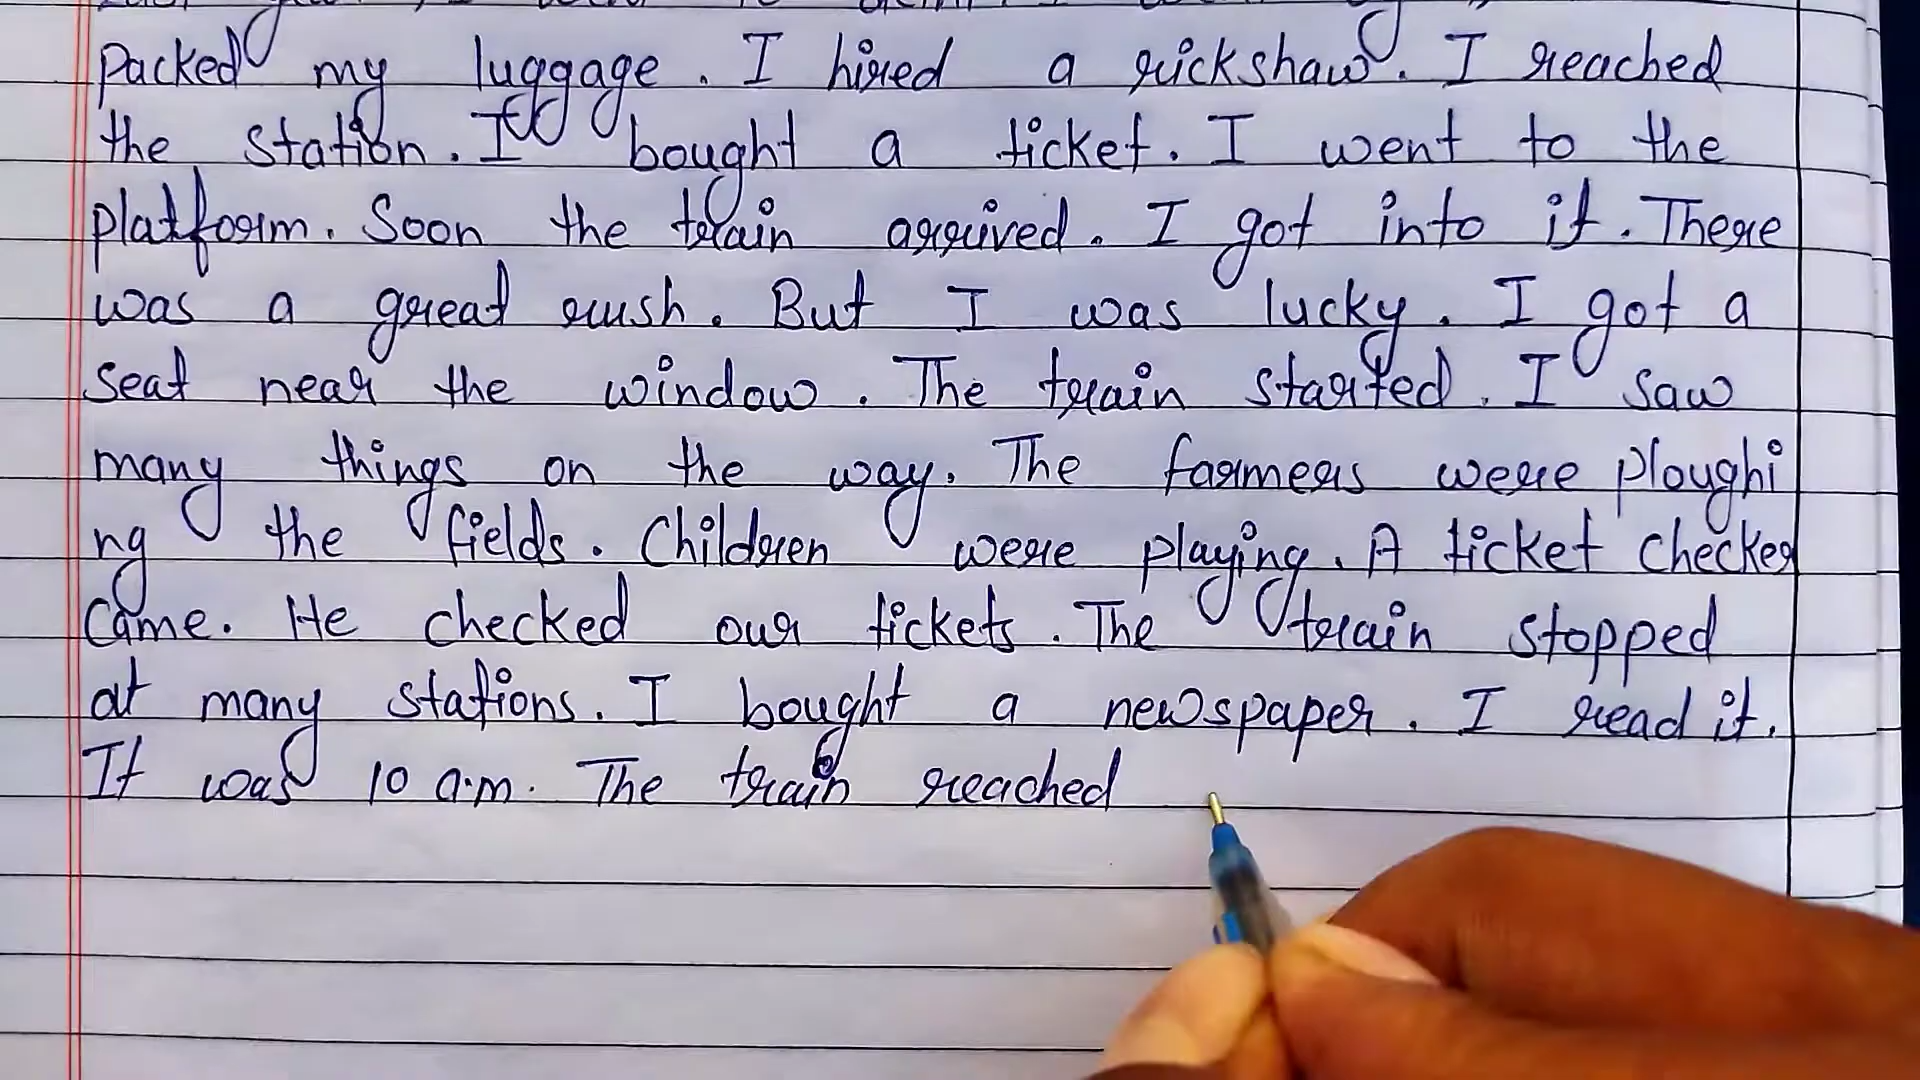 packed my luggage. I hired a rickshaw. I reached
the station. I bought a ticket. I went to the
platform. Soon the train arrived. I got into it. There
was a great rush. But I was lucky. I got a
seat near the window. The train started. I saw
many things on the way. The farmers were ploughi
ng the fields. Children were playing. A ticket checker
came. He checked our tickets. The train stopped
at many stations. I bought a newspaper. I read it.
It was 10 a.m. The train reached